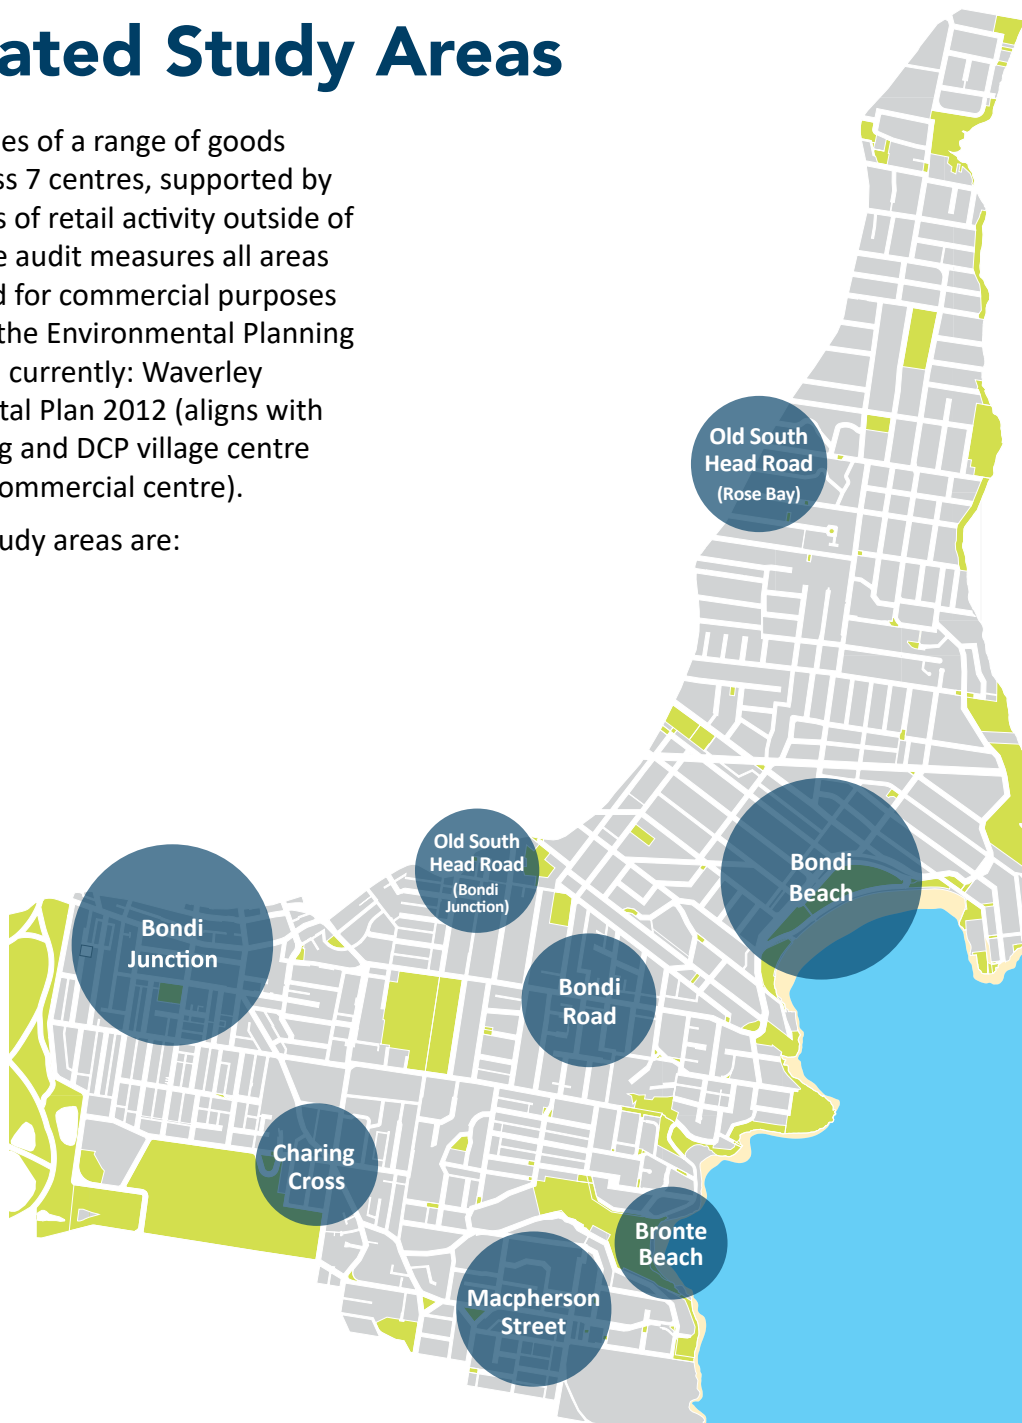 ated Study Areas
es of a range of goods
ss 7 centres, supported by
s of retail activity outside of
e audit measures all areas
d for commercial purposes
the Environmental Planning
currently: Waverley
tal Plan 2012 (aligns with
g and DCP village centre
ommercial centre).
udy areas are:
Old South
Head Road
(Rose Bay)
Old South
Head Road
(Bondi
Junction)
Bondi
Beach
Bondi
Junction
Bondi
Road
Charing
Cross
Bronte
Beach
Macpherson
Street